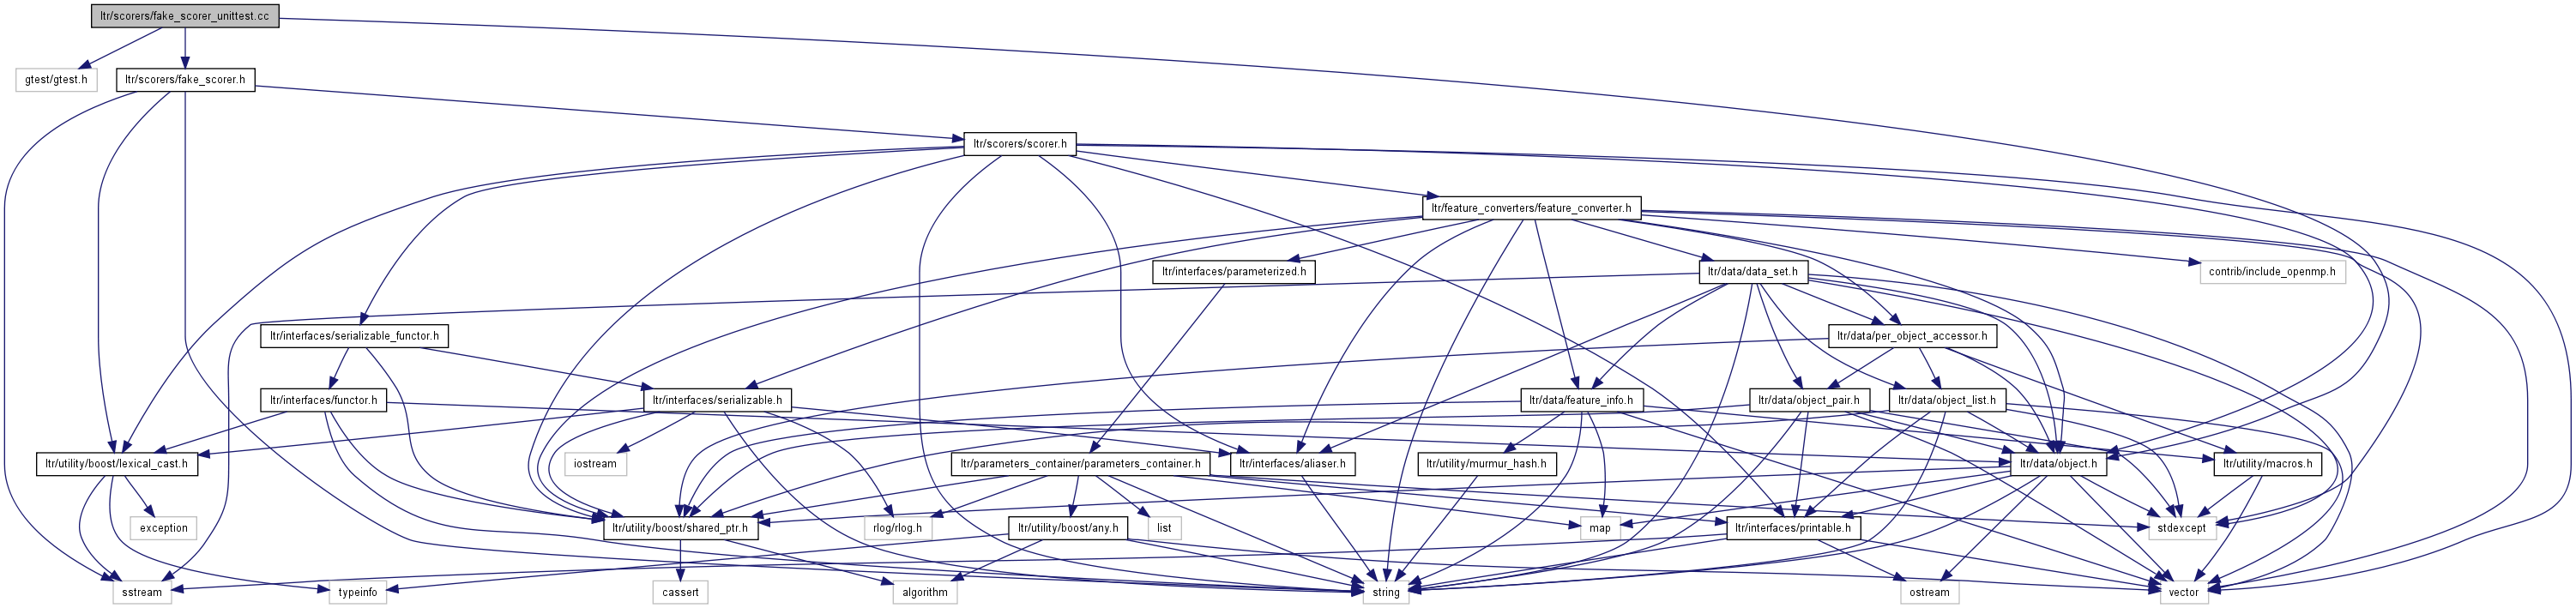 ltr/scorers/fake_scorer_unittest.cc
gtest/gtest.h
ltr/scorers/fake_scorer.h
ltr/scorers/scorer.h
ltr/feature_converters/feature_converter.h
ltr/interfaces/parameterized.h
ltr/data/data_set.h
contrib/include_openmp.h
ltr/interfaces/serializable_functor.h
ltr/data/per_object_accessor.h
ltr/interfaces/functor.h
ltr/interfaces/serializable.h
ltr/data/feature_info.h
ltr/data/object_pair.h
ltr/data/object_list.h
ltr/utility/boost/lexical_cast.h
iostream
ltr/parameters_container/parameters_container.h
ltr/interfaces/aliaser.h
ltr/utility/murmur_hash.h
ltr/data/object.h
ltr/utility/macros.h
exception
ltr/utility/boost/shared_ptr.h
rlog/rlog.h
ltr/utility/boost/any.h
list
map
ltr/interfaces/printable.h
stdexcept
sstream
typeinfo
cassert
algorithm
string
ostream
vector